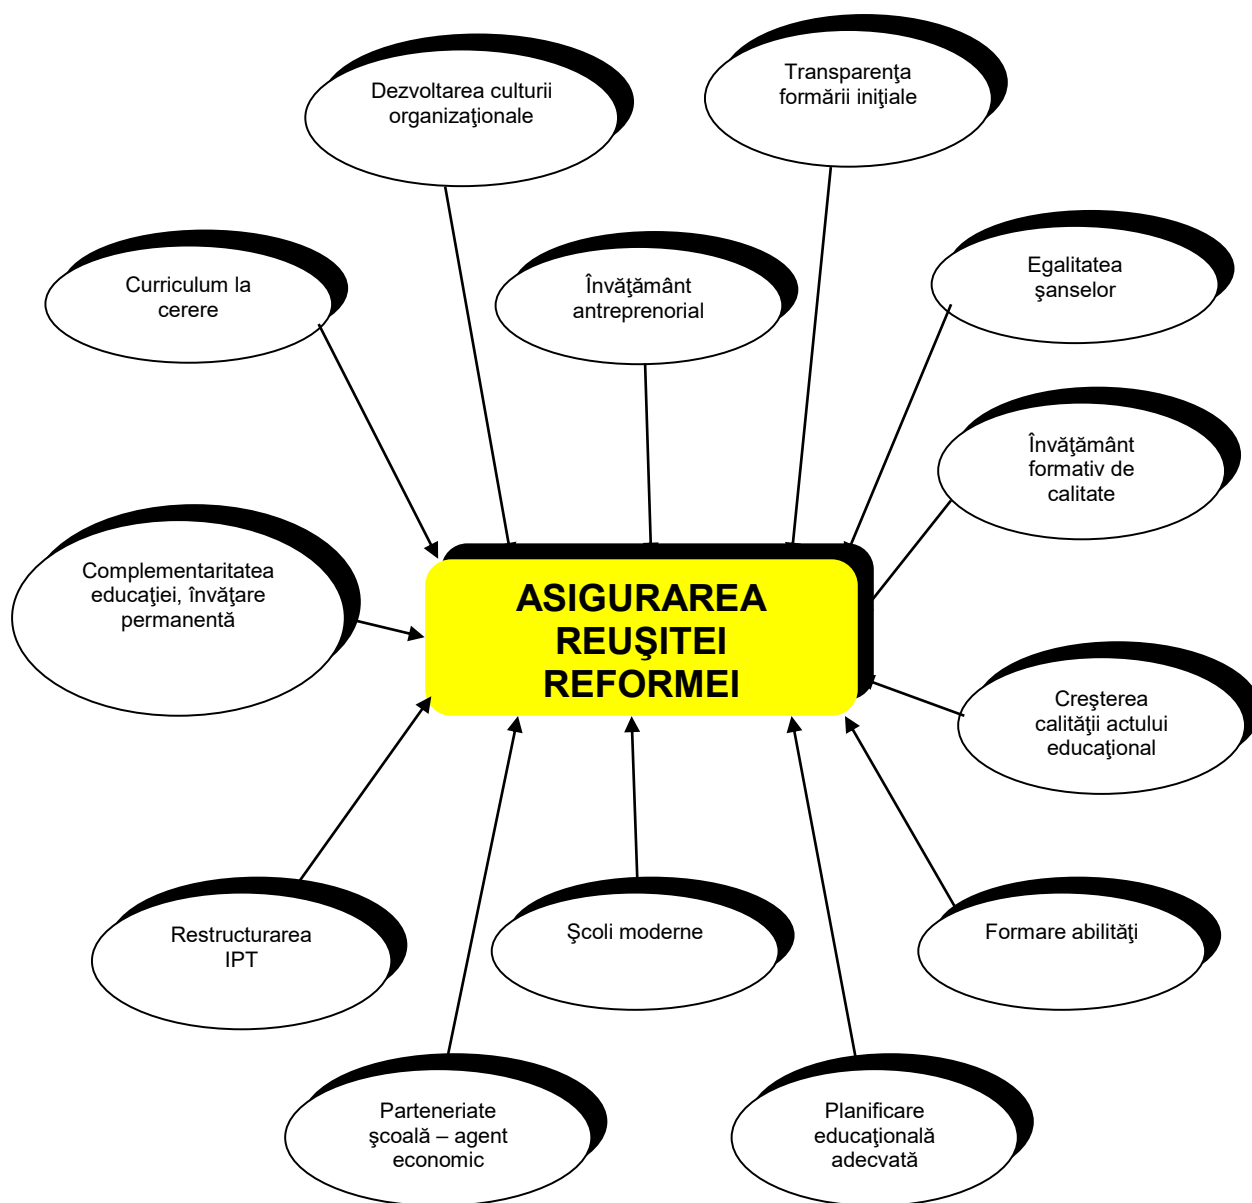 Dezvoltarea culturii
organizaţionale
Transparenţa
formării iniţiale
Curriculum la
cerere
Învăţământ
antreprenorial
Egalitatea
şanselor
Învăţământ
formativ de
calitate
Complementaritatea
educaţiei, învăţare
permanentă
ASIGURAREA
REUŞITEI
REFORMEI
Creşterea
calităţii actului
educaţional
Restructurarea
IPT
Şcoli moderne
Formare abilităţi
Parteneriate
şcoală – agent
economic
Planificare
educaţională
adecvată